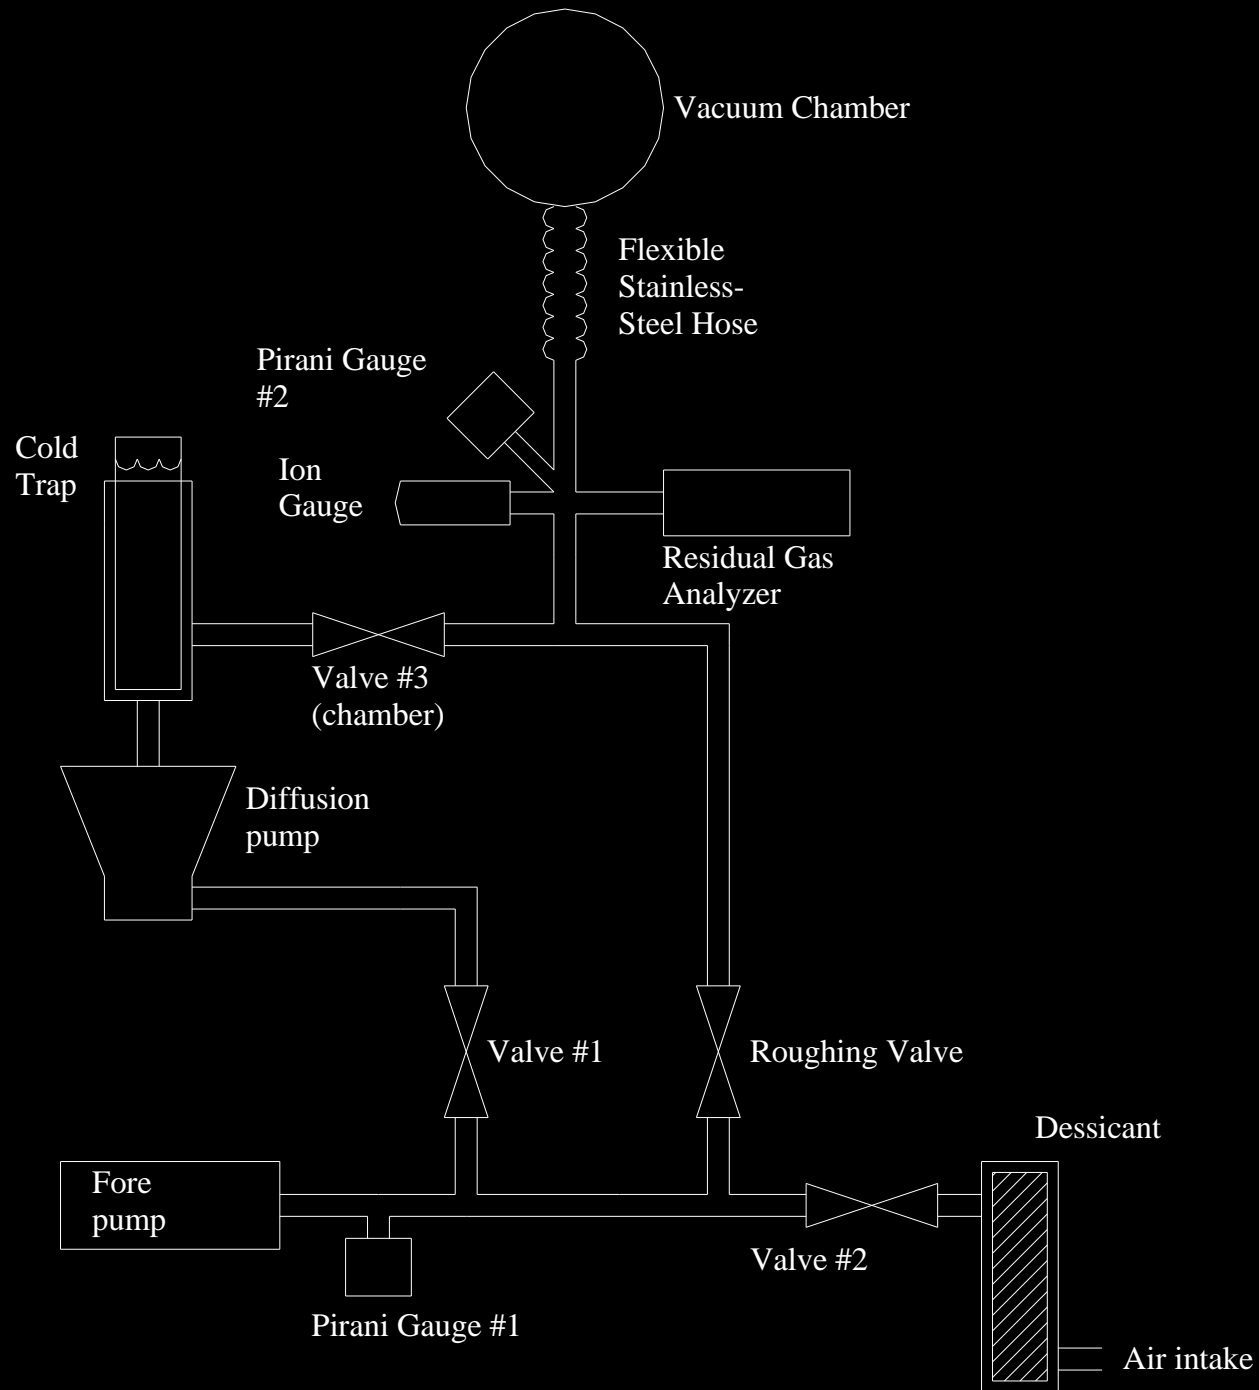 Vacuum Chamber
Flexible
Stainless-
Steel Hose
Pirani Gauge
#2
Cold
Trap
Ion
Gauge
Residual Gas
Analyzer
Valve #3
(chamber)
Diffusion
pump
Valve #1
Roughing Valve
Dessicant
Fore
pump
Valve #2
Pirani Gauge #1
Air intake